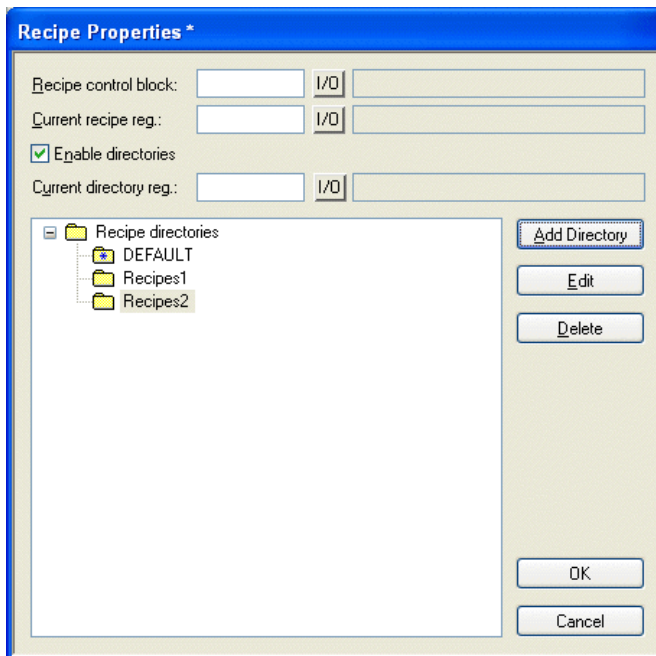 Recipe Properties *
Recipe control block: I/O
Current recipe reg.: I/O
Enable directories
Current directory reg.: I/O
Recipe directories
DEFAULT
Recipes1
Recipes2
Add Directory
Edit
Delete
OK
Cancel